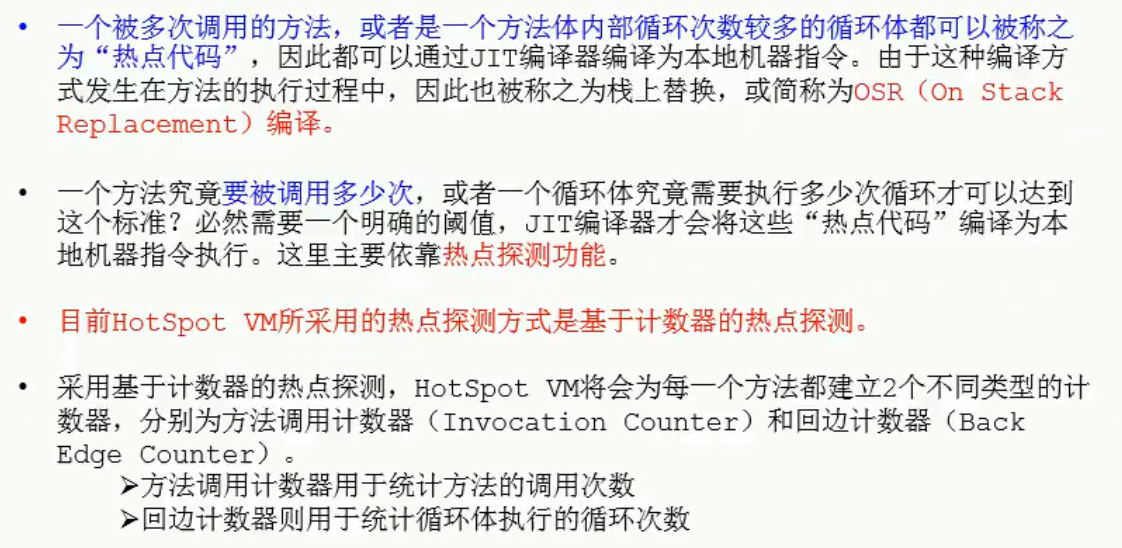 • 一个被多次调用的方法，或者是一个方法体内部循环次数较多的循环体都可以被称之
为“热点代码”，因此都可以通过JIT编译器编译为本地机器指令。由于这种编译方
式发生在方法的执行过程中，因此也被称之为栈上替换，或简称为OSR（On Stack
Replacement）编译。
• 一个方法究竟要被调用多少次，或者一个循环体究竟需要执行多少次循环才可以达到
这个标准？必然需要一个明确的阈值，JIT编译器才会将这些“热点代码”编译为本
地机器指令执行。这里主要依靠热点探测功能。
• 目前HotSpot VM所采用的热点探测方式是基于计数器的热点探测。
• 采用基于计数器的热点探测，HotSpot VM将会为每一个方法都建立2个不同类型的计
数器，分别为方法调用计数器（Invocation Counter）和回边计数器（Back
Edge Counter）。
➢方法调用计数器用于统计方法的调用次数
➢回边计数器则用于统计循环体执行的循环次数